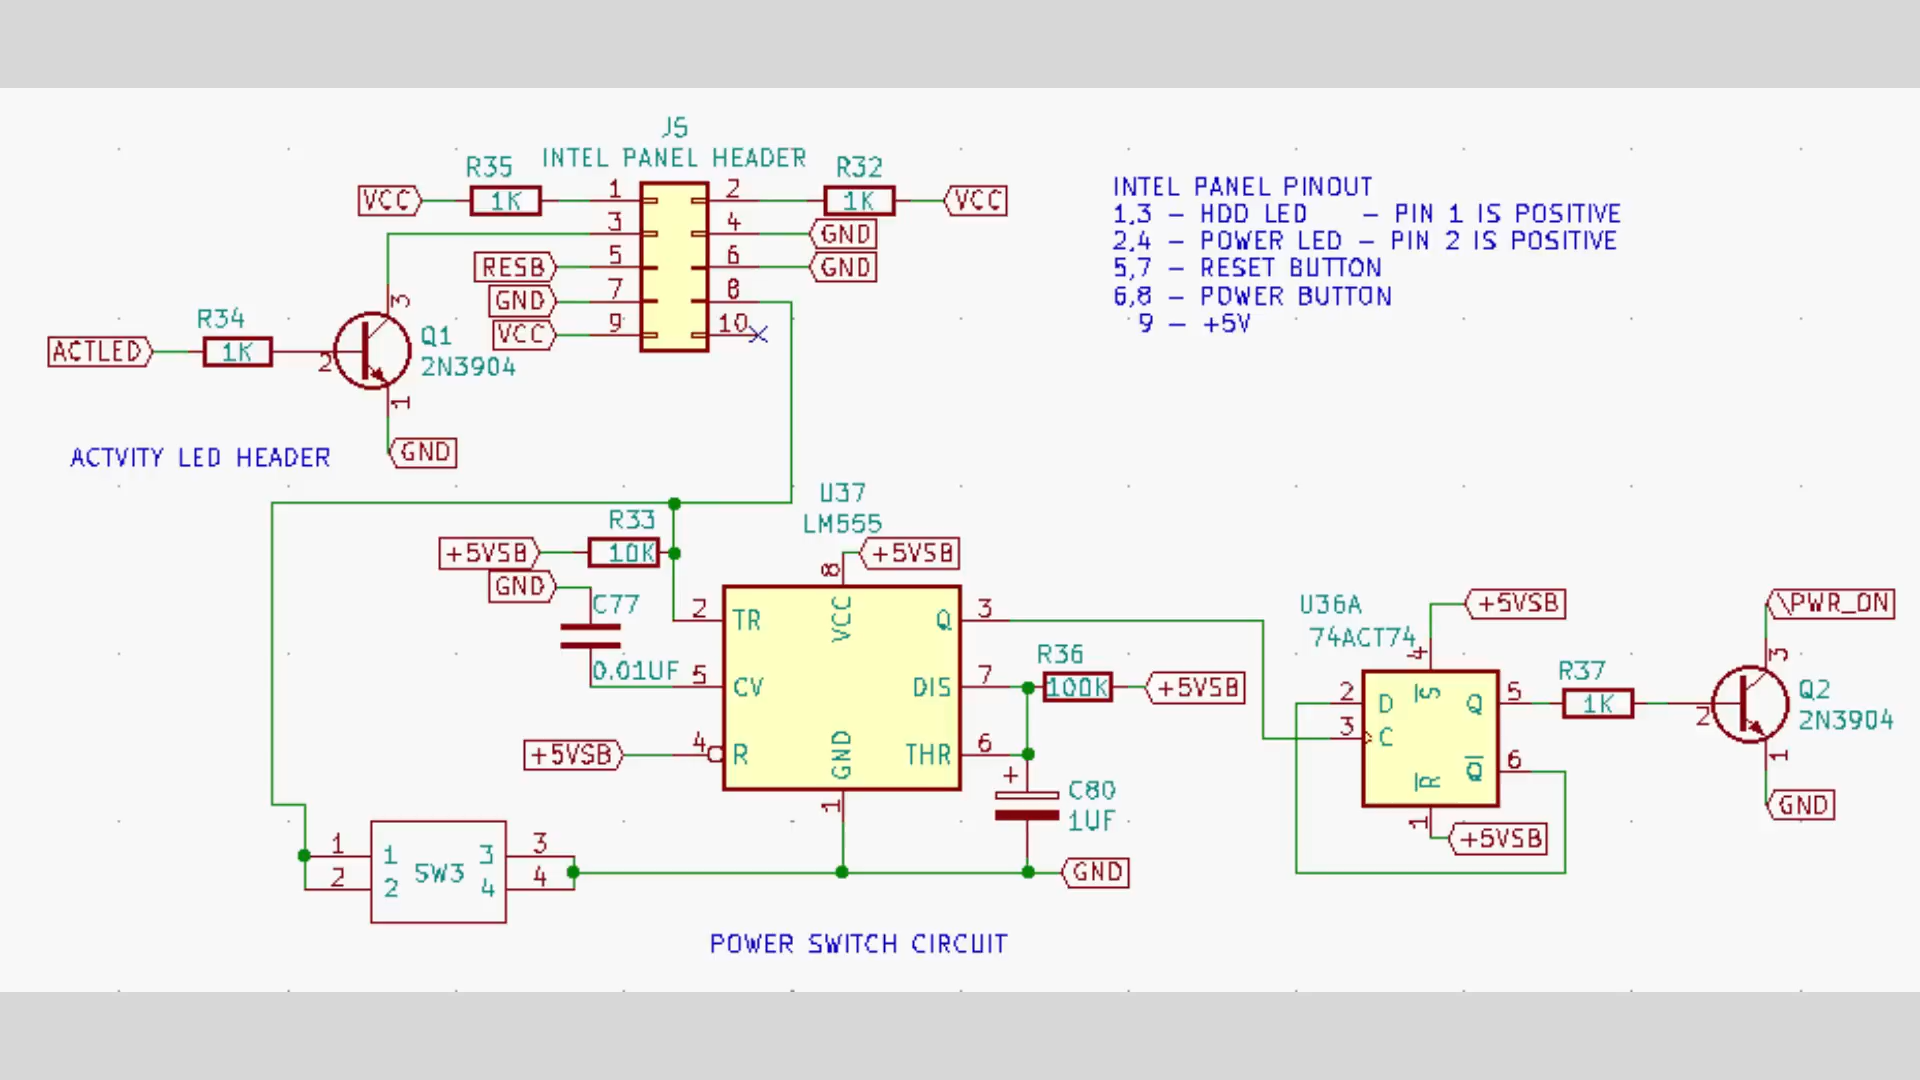 J5
INTEL PANEL HEADER
R35
R32
VCC
1K
1
2
1K
VCC
3
4
GND
RESB
5
6
GND
GND
7
8
VCC
9
10
INTEL PANEL PINOUT
1,3 – HDD LED – PIN 1 IS POSITIVE
2,4 – POWER LED – PIN 2 IS POSITIVE
5,7 – RESET BUTTON
6,8 – POWER BUTTON
9 – +5V
R34
ACTLED
1K
2
3
1
Q1
2N3904
GND
ACTVITY LED HEADER
U37
LM555
R33
+5VSB
10K
+5VSB
8
GND
C77
0.01UF
2
TR
VCC
Q
3
5
CV
DIS
7
R36
100K
+5VSB
+5VSB
4
R
GND
THR
6
1
+
C80
1UF
GND
1
2
1
2
SW3
3
4
3
4
POWER SWITCH CIRCUIT
U36A
74ACT74
+5VSB
4
2
D
S
Q
5
3
C
R
Q
6
1
+5VSB
R37
1K
2
3
1
Q2
2N3904
\PWR_ON
GND